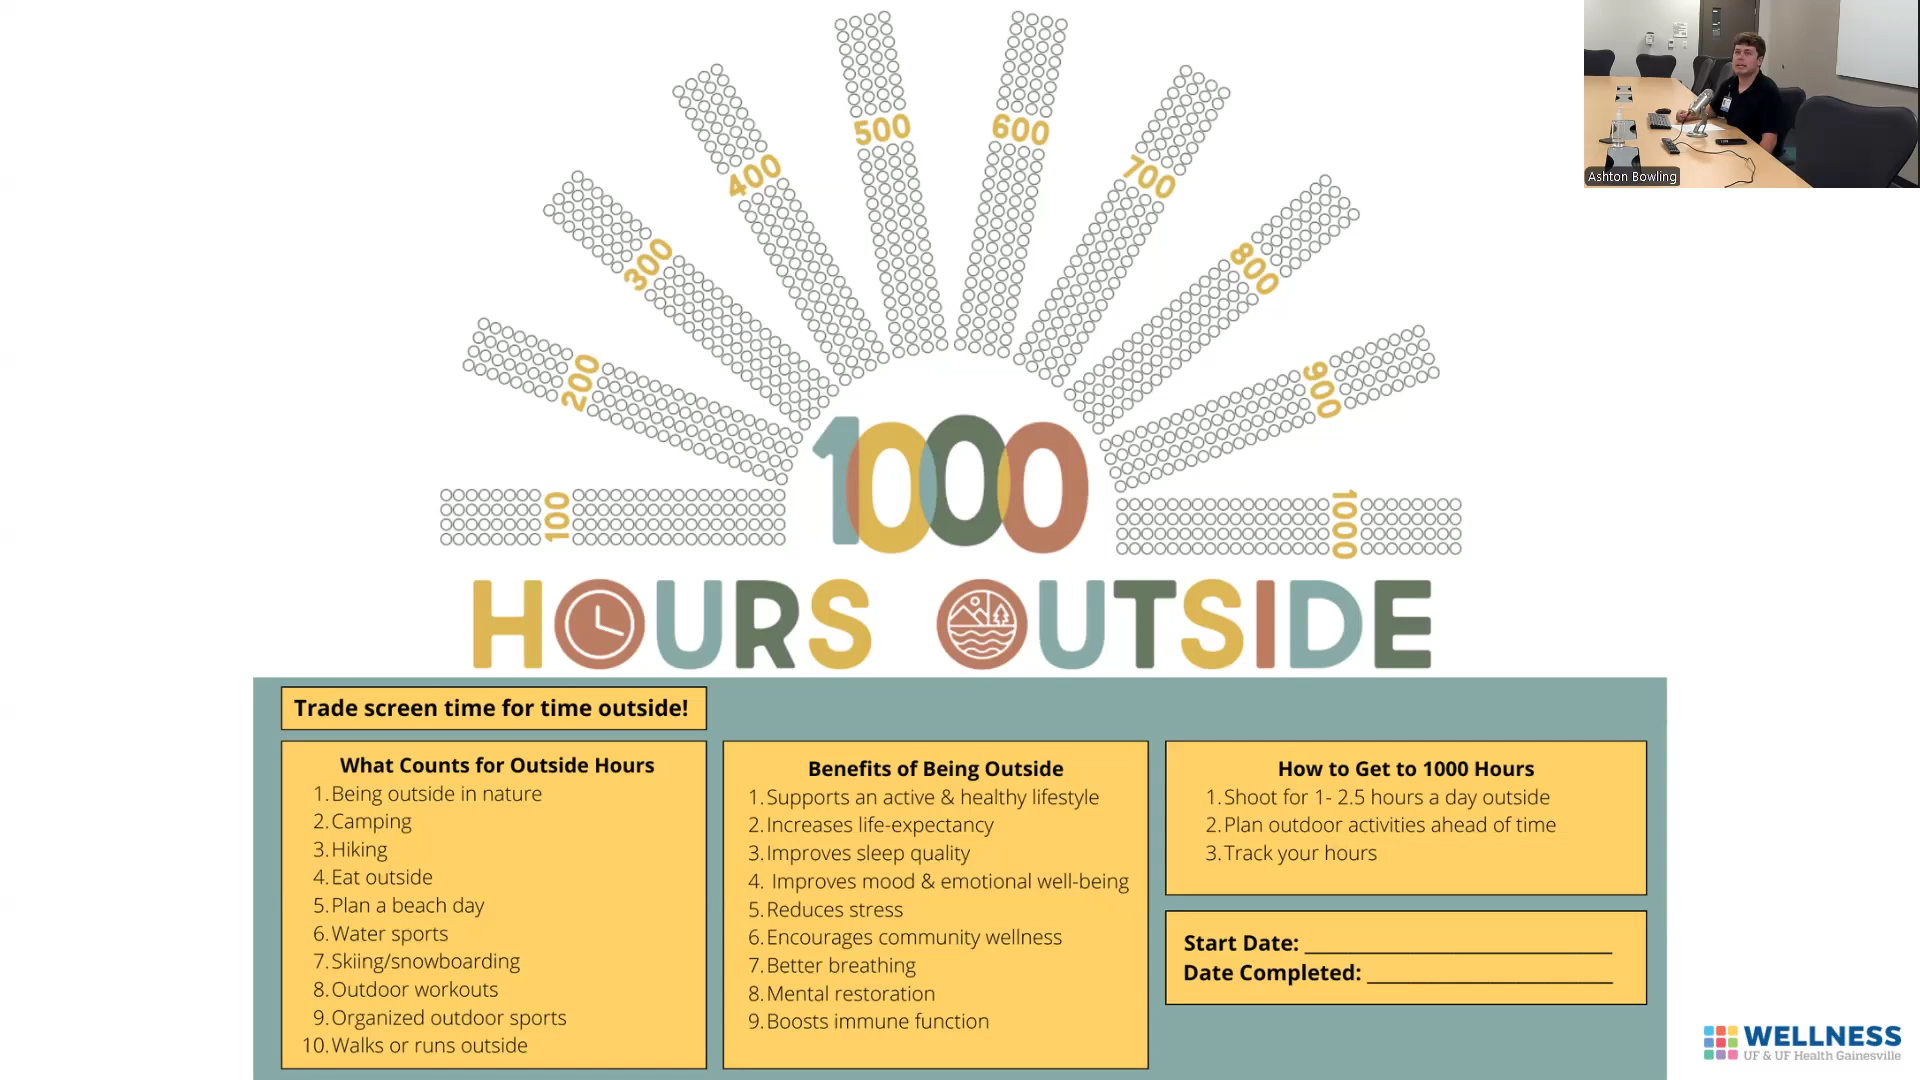 500
600
400
700
300
800
200
900
100
1000
1000
HOURS OUTSIDE
Ashton Bowling
Trade screen time for time outside!
What Counts for Outside Hours
1.Being outside in nature
2.Camping
3.Hiking
4.Eat outside
5.Plan a beach day
6.Water sports
7.Skiing/snowboarding
8.Outdoor workouts
9.Organized outdoor sports
10.Walks or runs outside
Benefits of Being Outside
1.Supports an active & healthy lifestyle
2.Increases life-expectancy
3.Improves sleep quality
4. Improves mood & emotional well-being
5.Reduces stress
6.Encourages community wellness
7.Better breathing
8.Mental restoration
9.Boosts immune function
How to Get to 1000 Hours
1.Shoot for 1- 2.5 hours a day outside
2.Plan outdoor activities ahead of time
3.Track your hours
Start Date:
Date Completed:
WELLNESS
UF & UF Health Gainesville